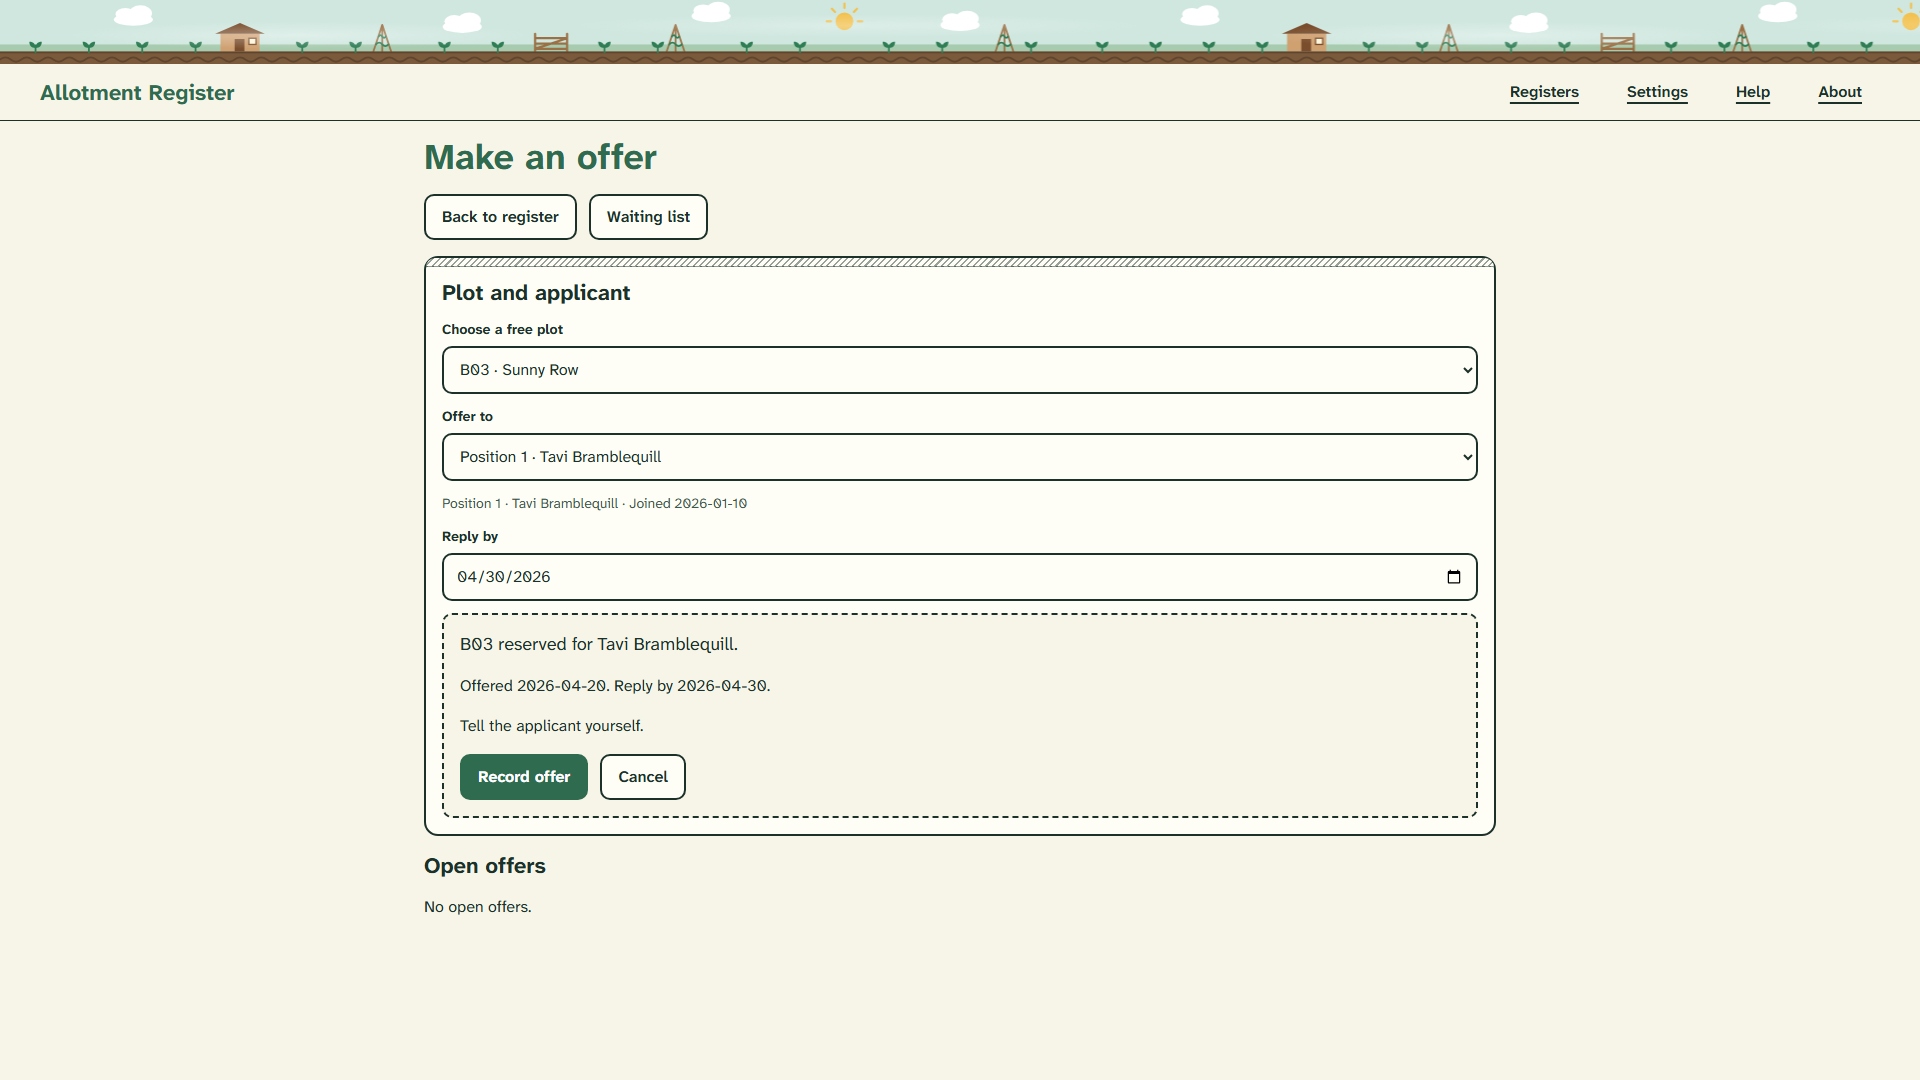 Allotment Register
Registers
Settings
Help
About
Make an offer
Back to register
Waiting list
Plot and applicant
Choose a free plot
B03 · Sunny Row
Offer to
Position 1 · Tavi Bramblequill
Position 1 · Tavi Bramblequill · Joined 2026-01-10
Reply by
04/30/2026
B03 reserved for Tavi Bramblequill.
Offered 2026-04-20. Reply by 2026-04-30.
Tell the applicant yourself.
Record offer
Cancel
Open offers
No open offers.